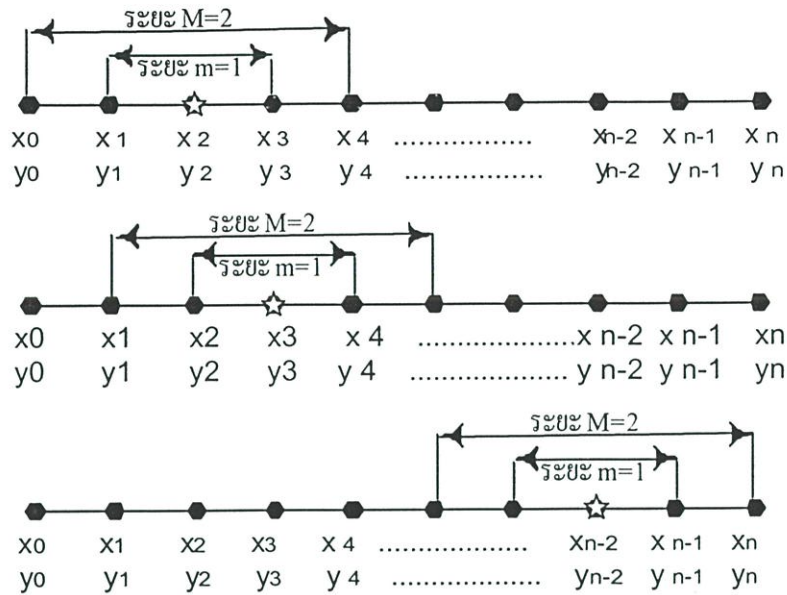 ระยะ M=2
ระยะ m=1
x0 x1 x2 x3 x4 ................. xn-2 xn-1 xn
y0 y1 y2 y3 y4 ................. yn-2 yn-1 yn
ระยะ M=2
ระยะ m=1
x0 x1 x2 x3 x4 ................... x n-2 x n-1 xn
y0 y1 y2 y3 y4 ................... y n-2 y n-1 yn
ระยะ M=2
ระยะ m=1
x0 x1 x2 x3 x4 .................. xn-2 x n-1 xn
y0 y1 y2 y3 y4 .................. yn-2 y n-1 yn